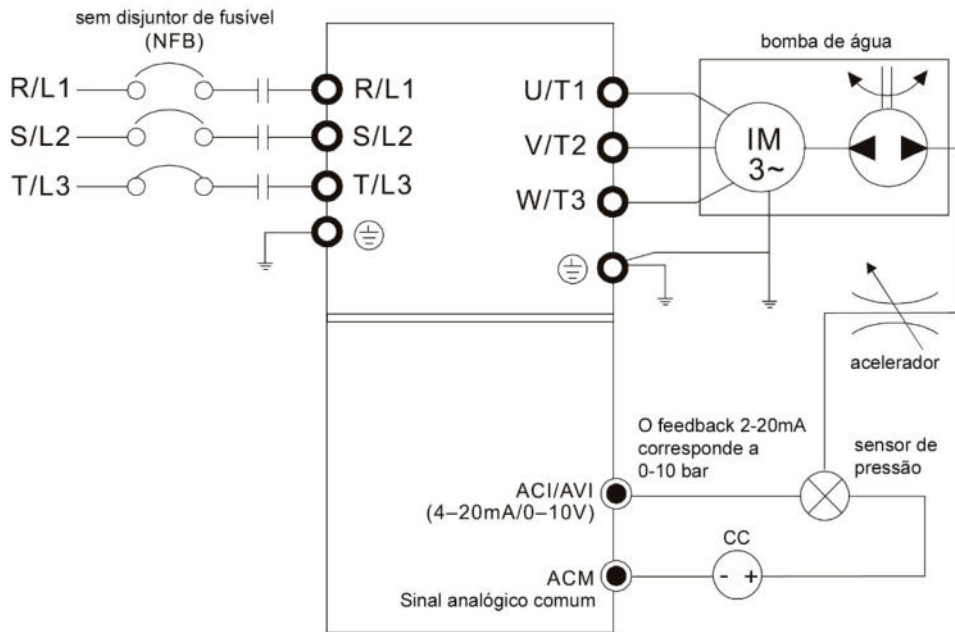 sem disjuntor de fusível
(NFB)
bomba de água
R/L1
R/L1
U/T1
S/L2
S/L2
V/T2
IM
3~
T/L3
T/L3
W/T3
acelerador
O feedback 2-20mA
corresponde a
0-10 bar
sensor de
pressão
ACI/AVI
(4–20mA/0–10V)
CC
- +
ACM
Sinal analógico comum